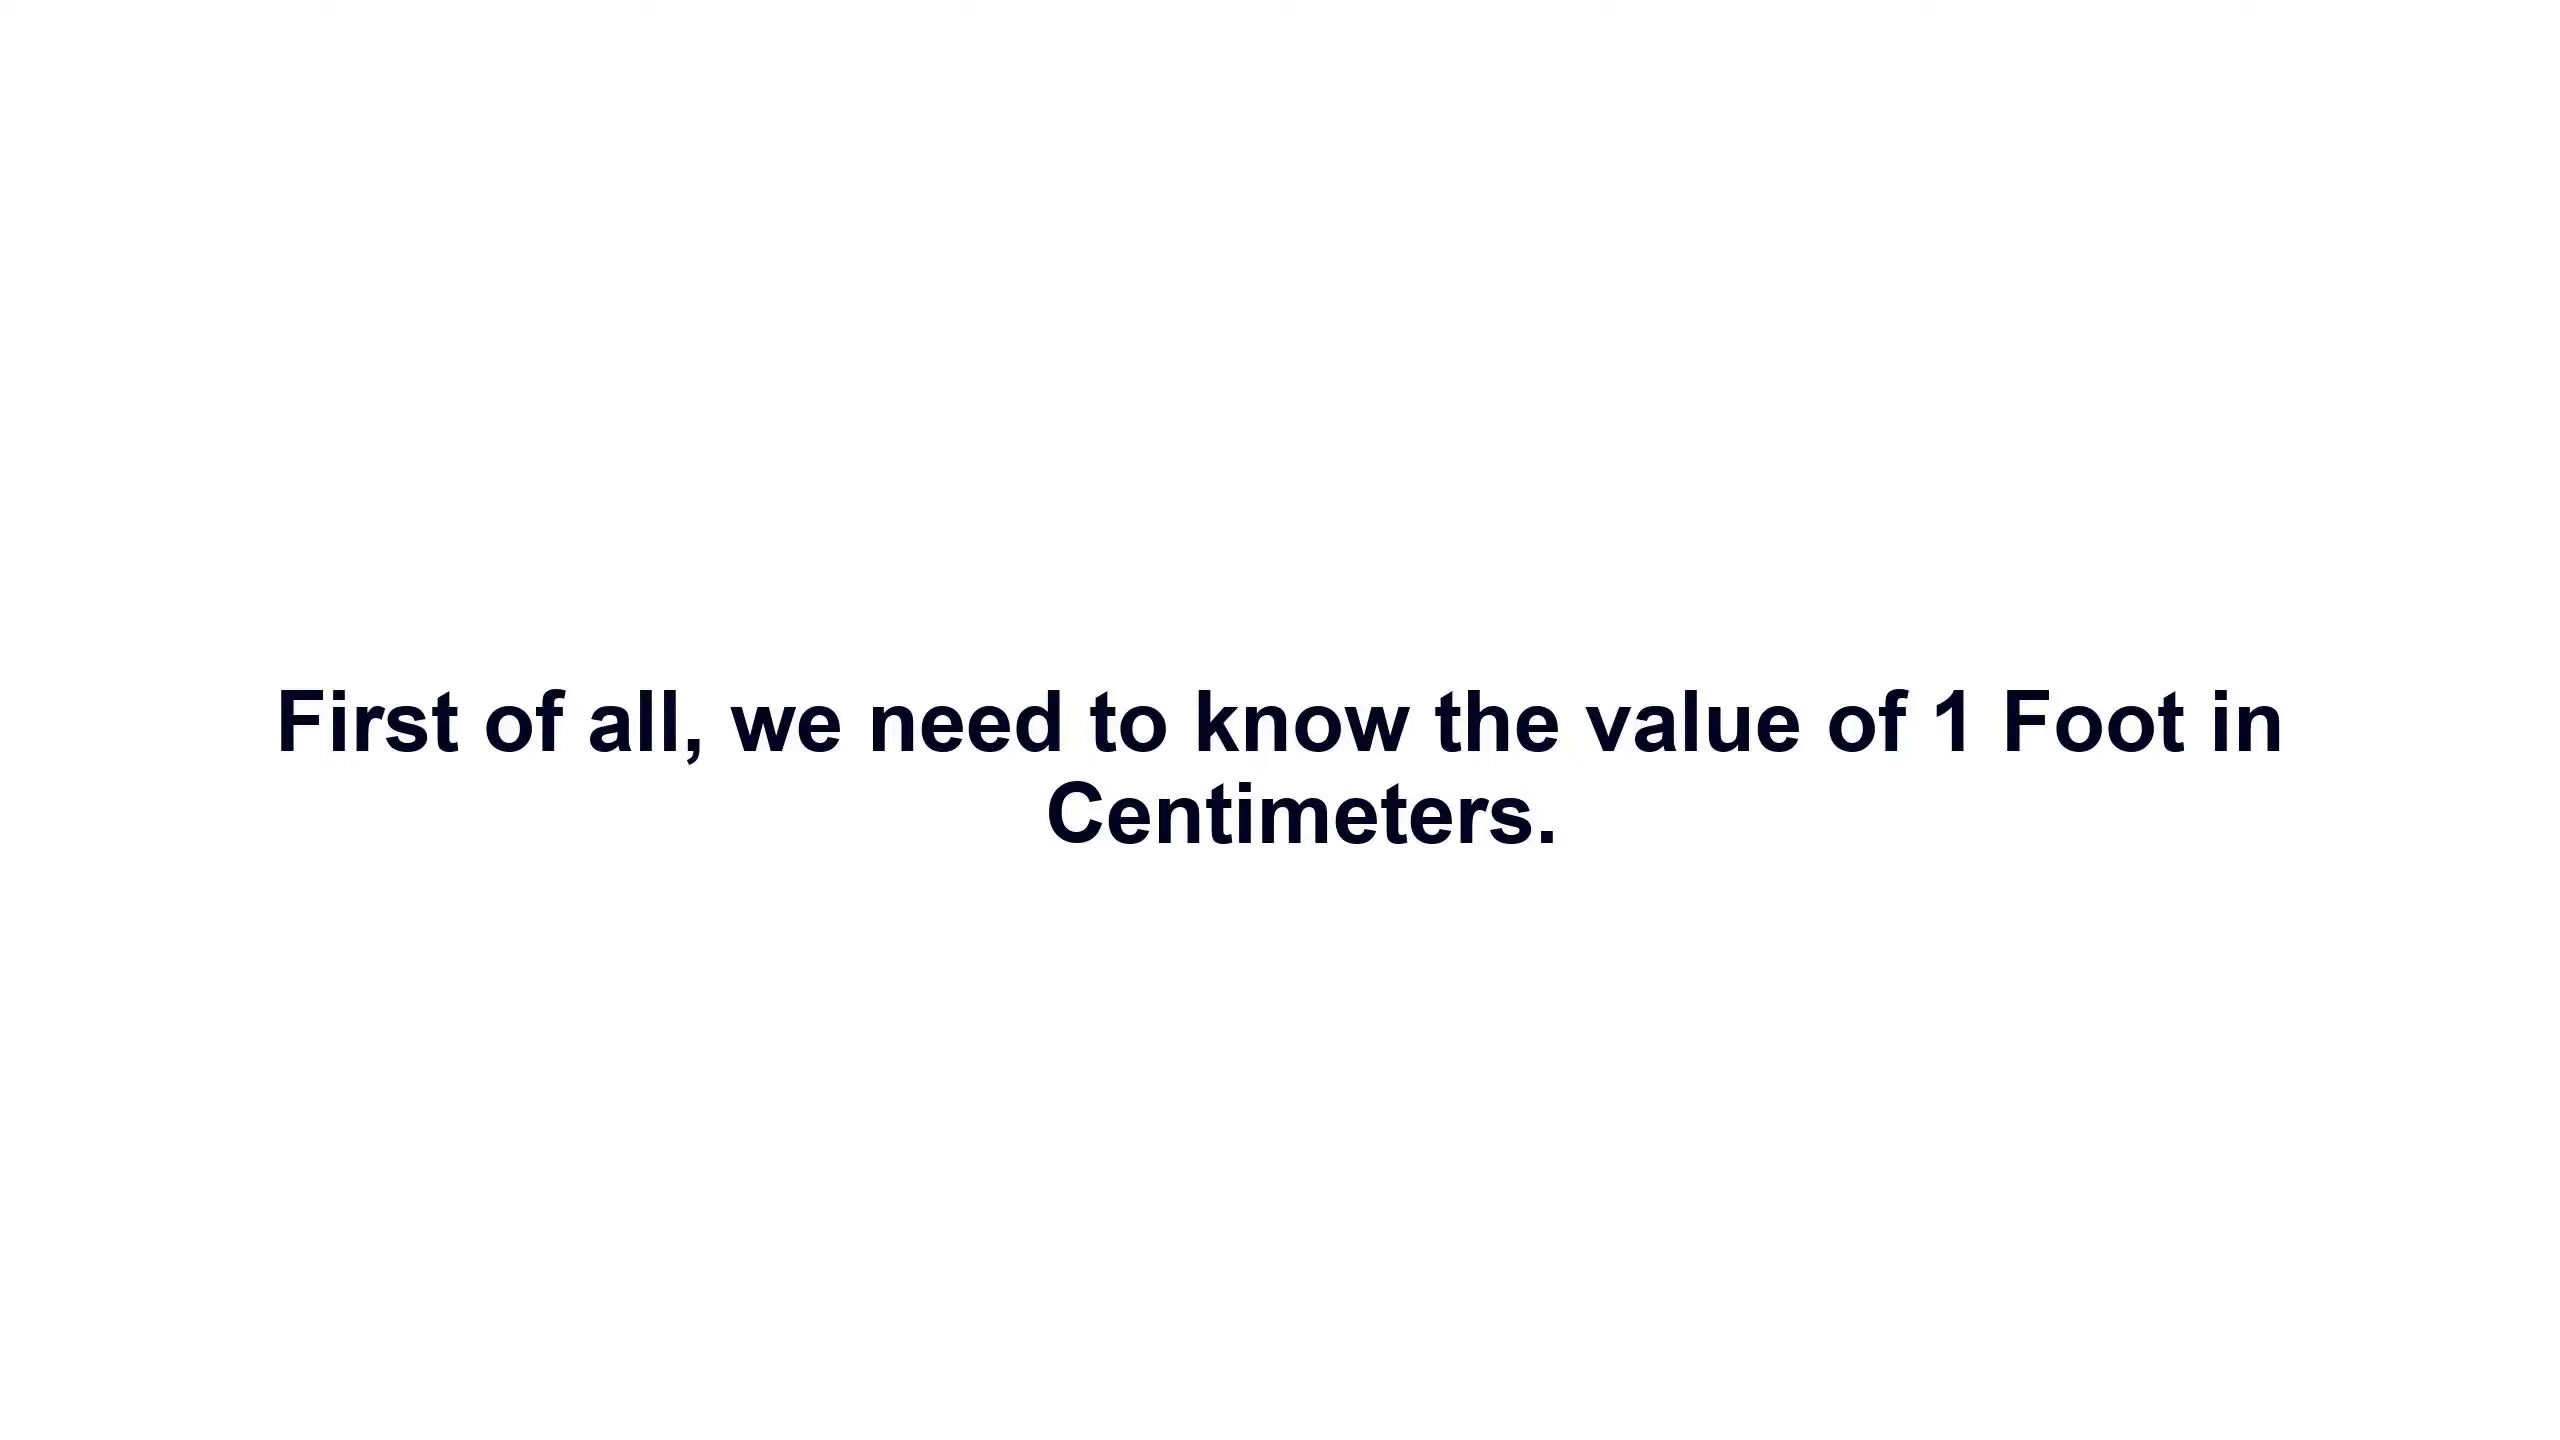 First of all, we need to know the value of 1 Foot in
Centimeters.